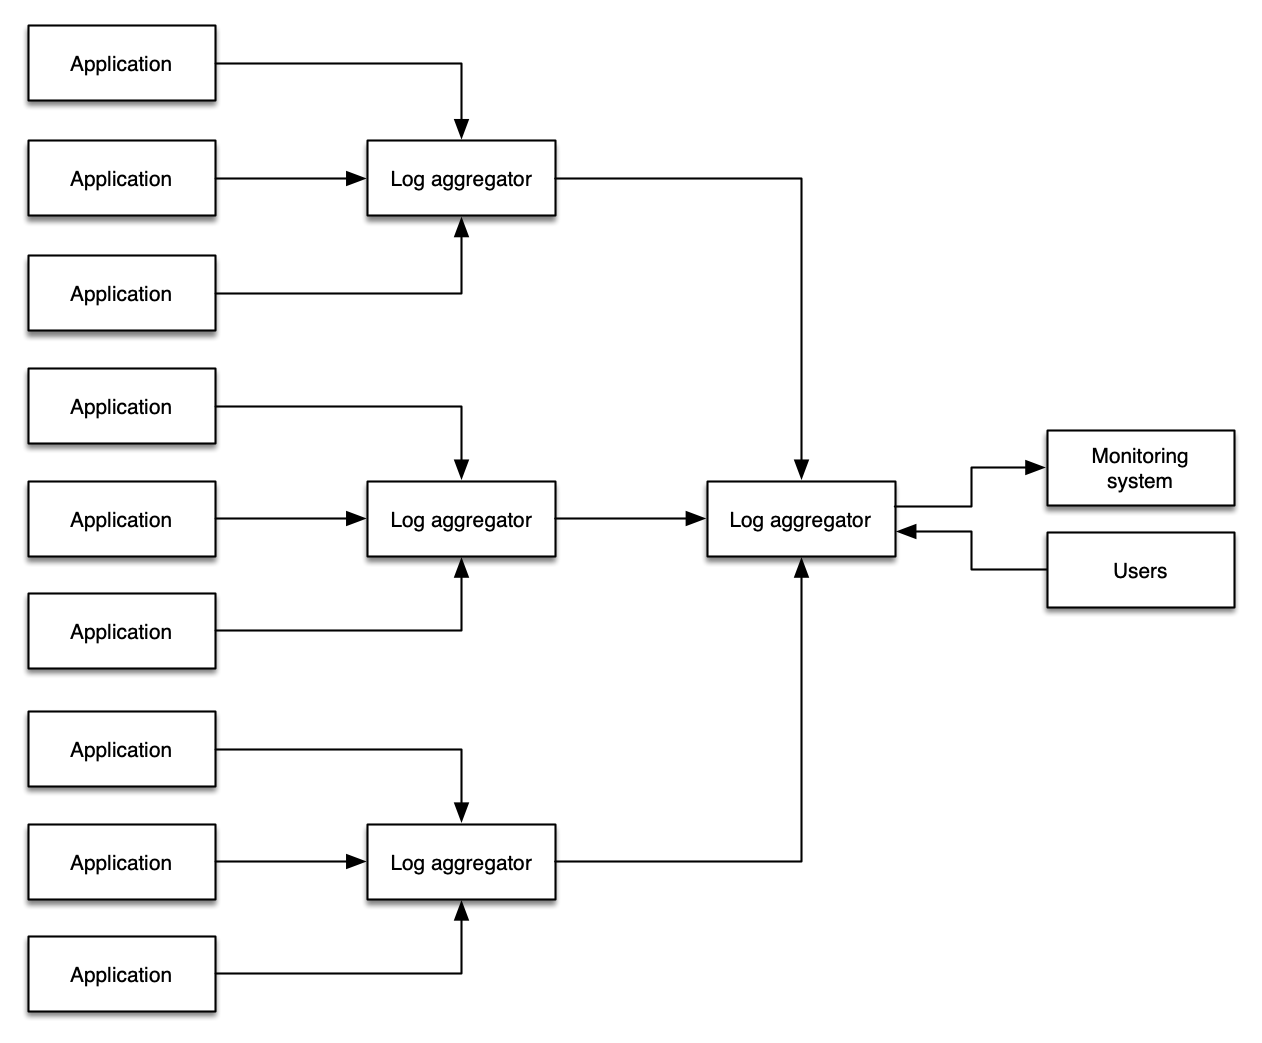 Application
Application
Log aggregator
Application
Application
Monitoring
system
Application
Log aggregator
Log aggregator
Users
Application
Application
Application
Log aggregator
Application